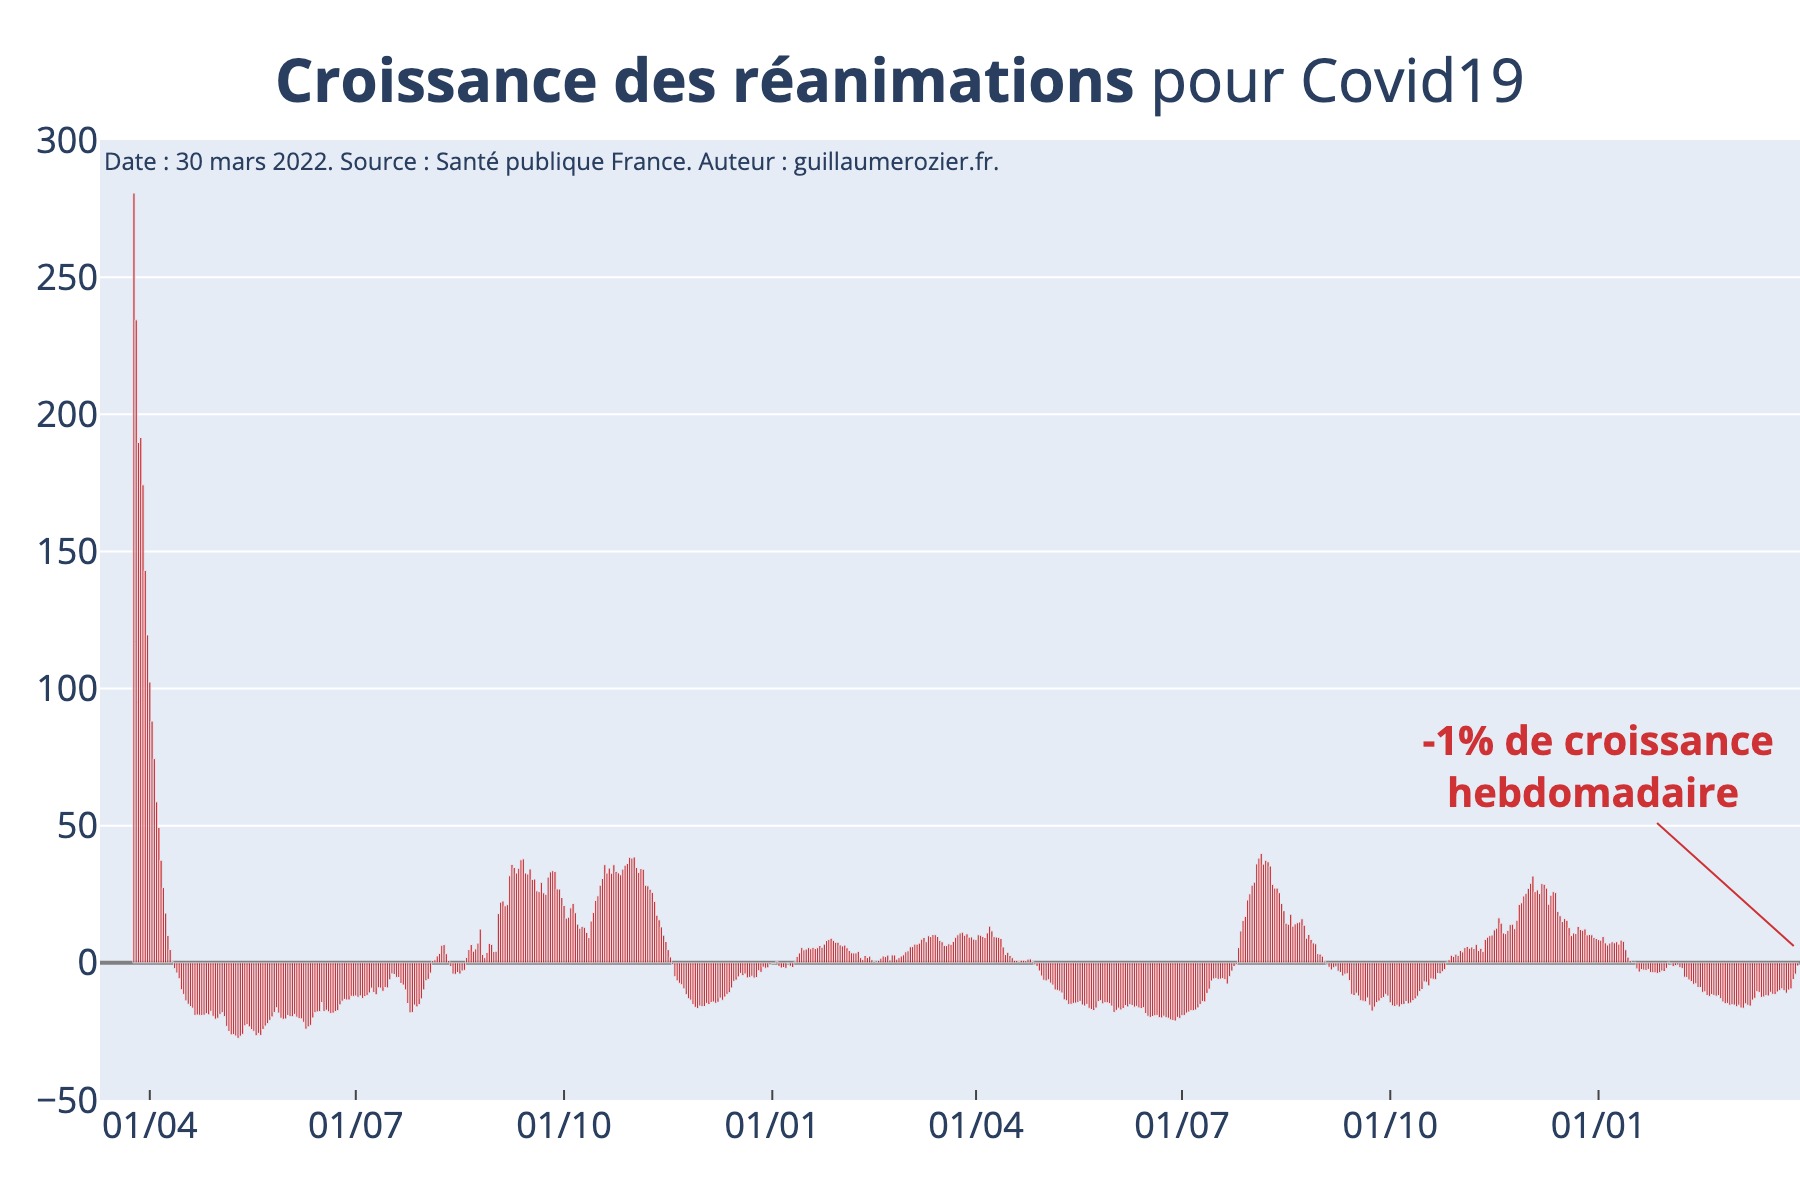 Croissance des réanimations pour Covid19
300
Date : 30 mars 2022. Source : Santé publique France. Auteur : guillaumerozier.fr.
250
200
150
100
-1% de croissance
hebdomadaire
50
0
−50
01/04 01/07 01/10 01/01 01/04 01/07 01/10 01/01